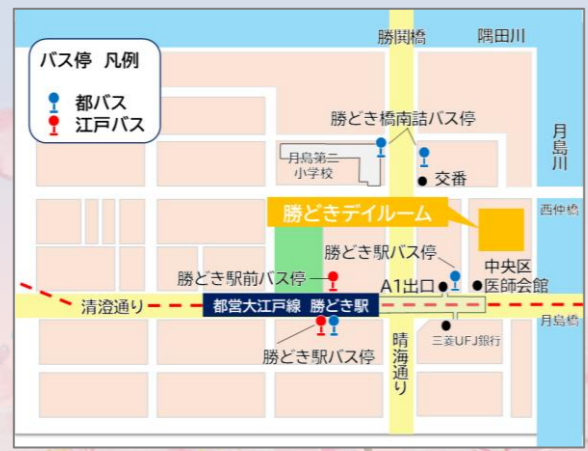 バス停 凡例
都バス
江戸バス
勝鬨橋
隅田川
勝どき橋南詰バス停
月島第二
小学校
交番
月島川
西仲橋
勝どきデイルーム
勝どき駅バス停
中央区
医師会館
A1出口
勝どき駅前バス停
清澄通り
都営大江戸線 勝どき駅
月島橋
勝どき駅バス停
三菱UFJ銀行
晴海通り